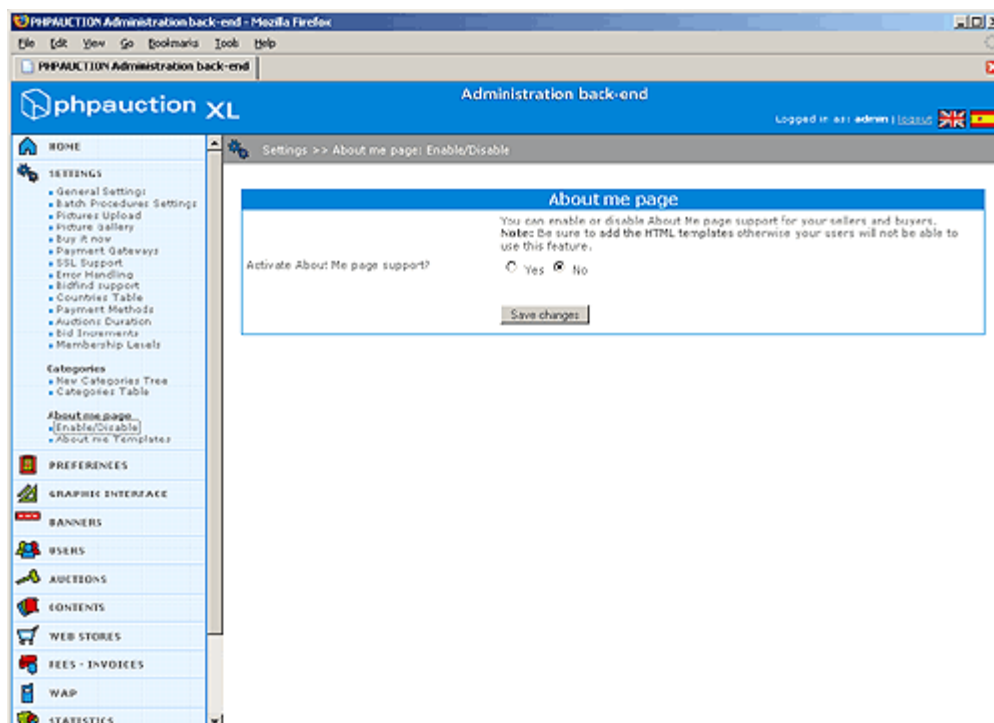 PHPAUCTION Administration back-end - Mozilla Firefox
File Edit View Go Bookmarks Tools Help
PHPAUCTION Administration back-end
phpauction XL
Administration back-end
Logged in as: admin | logout
HOME
SETTINGS
General Settings
Batch Procedures Settings
Pictures Upload
Picture Gallery
Buy it now
Payment Gateways
SSL Support
Error Handling
Bidfind support
Countries Table
Payment Methods
Auctions Duration
Bid Increments
Membership Levels
Categories
New Categories Tree
Categories Table
About me page
Enable/Disable
About me Templates
PREFERENCES
GRAPHIC INTERFACE
BANNERS
USERS
AUCTIONS
CONTENTS
WEB STORES
FEES - INVOICES
WAP
STATISTICS
Settings >> About me page: Enable/Disable
About me page
You can enable or disable About Me page support for your sellers and buyers.
Note: Be sure to add the HTML templates otherwise your users will not be able to
use this feature.
Activate About Me page support?
Yes No
Save changes